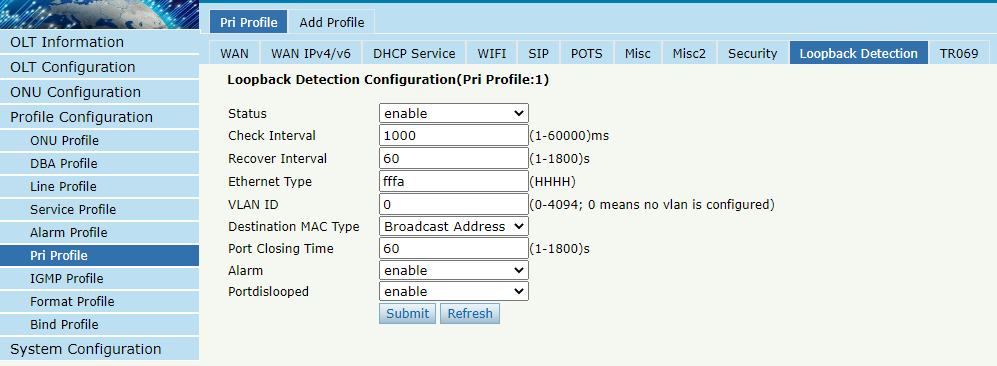 Pri Profile Add Profile
OLT Information
OLT Configuration
ONU Configuration
Profile Configuration
ONU Profile
DBA Profile
Line Profile
Service Profile
Alarm Profile
Pri Profile
IGMP Profile
Format Profile
Bind Profile
System Configuration
WAN WAN IPv4/v6 DHCP Service WIFI SIP POTS Misc Misc2 Security Loopback Detection TR069
Loopback Detection Configuration(Pri Profile:1)
Status enable
Check Interval 1000 (1-60000)ms
Recover Interval 60 (1-1800)s
Ethernet Type fffa (HHHH)
VLAN ID 0 (0-4094; 0 means no vlan is configured)
Destination MAC Type Broadcast Address
Port Closing Time 60 (1-1800)s
Alarm enable
Portdislooped enable
Submit Refresh